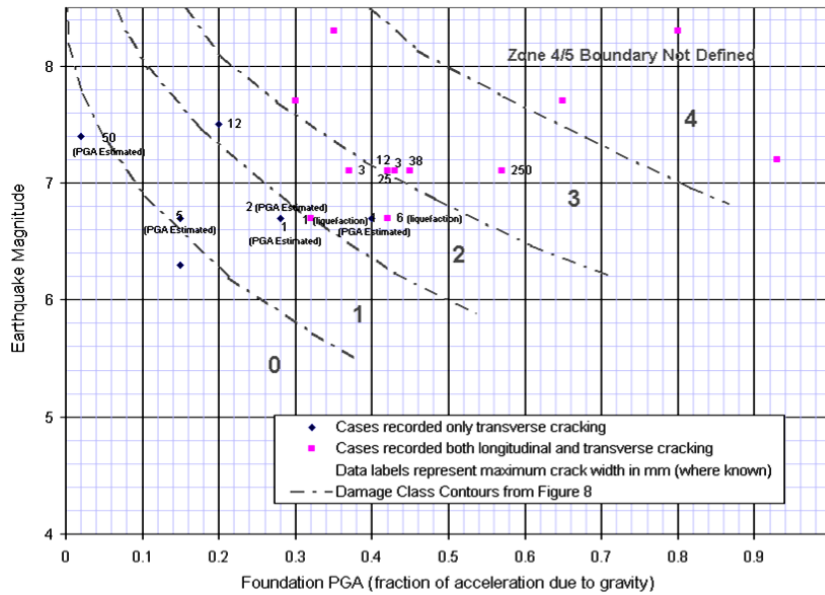 Zone 4/5 Boundary Not Defined
8
4
50
(PGA Estimated)
12
12
3
38
3
25
250
7
3
2 (PGA Estimated)
5
(PGA Estimated)
1
(PGA Estimated)
1 (liquefaction)
4
(PGA Estimated)
6 (liquefaction)
2
6
1
0
5
Cases recorded only transverse cracking
Cases recorded both longitudinal and transverse cracking
Data labels represent maximum crack width in mm (where known)
Damage Class Contours from Figure 8
4
0 0.1 0.2 0.3 0.4 0.5 0.6 0.7 0.8 0.9
Foundation PGA (fraction of acceleration due to gravity)
Earthquake Magnitude